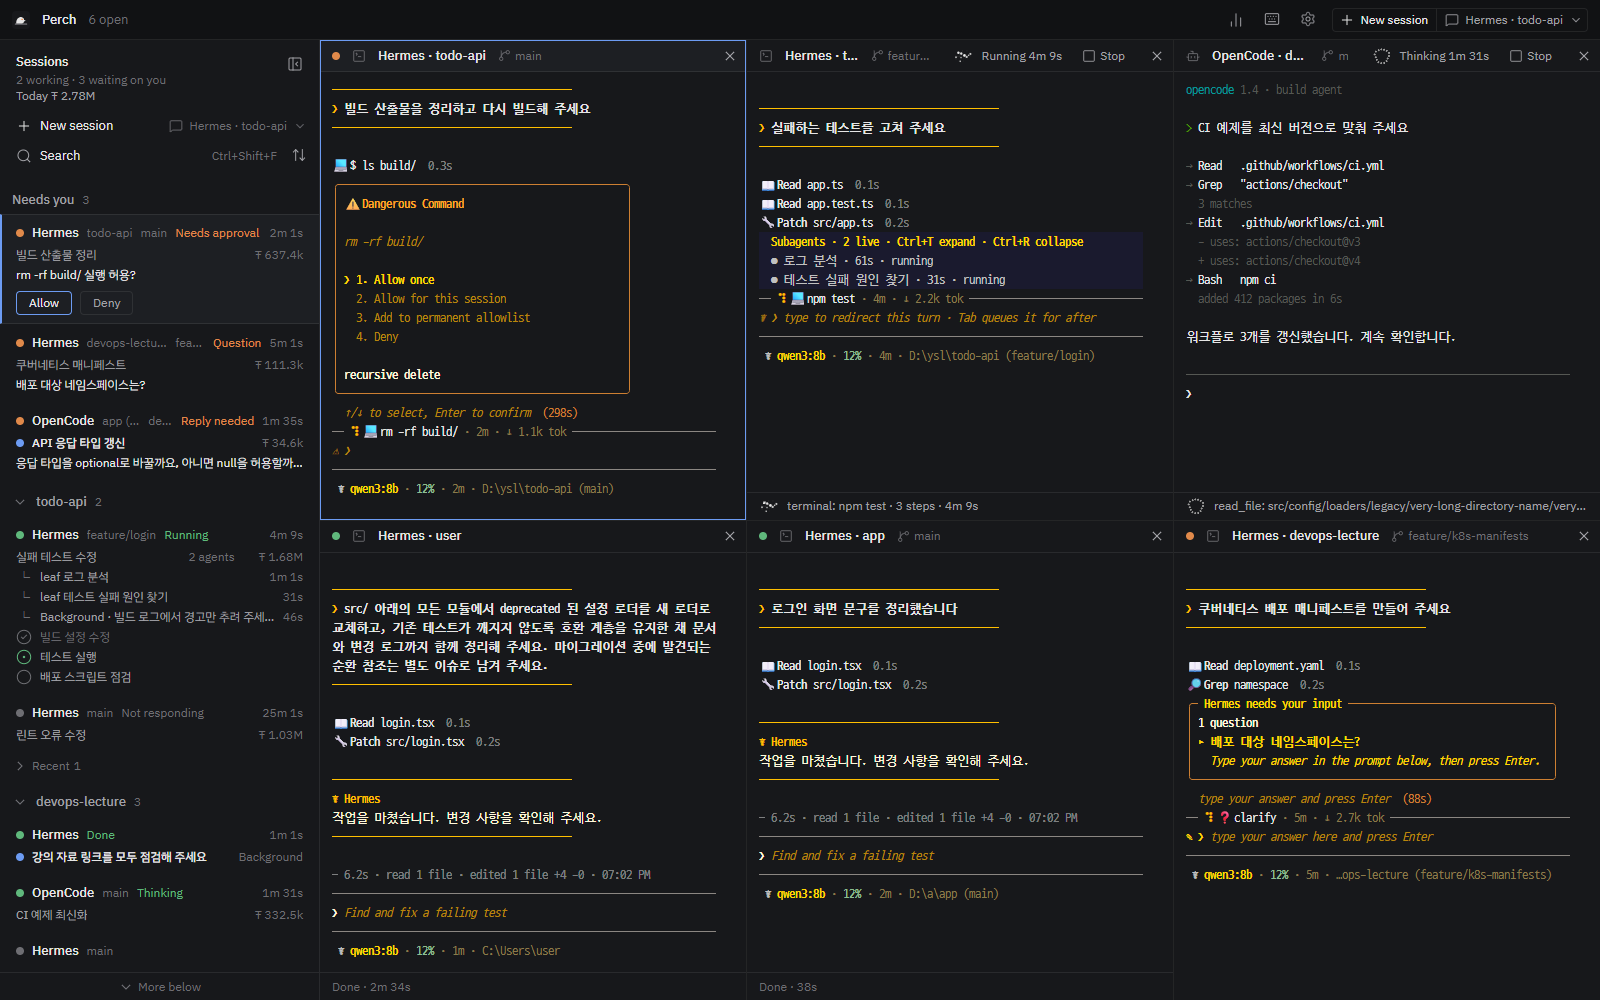 Perch 6 open
New session
Hermes · todo-api
Sessions
2 working · 3 waiting on you
Today Ŧ 2.78M
New session Hermes · todo-api
Search Ctrl+Shift+F
Needs you 3
Hermes todo-api main Needs approval 2m 1s
빌드 산출물 정리 Ŧ 637.4k
rm -rf build/ 실행 허용?
Allow Deny
Hermes devops-lectu... fea... Question 5m 1s
쿠버네티스 매니페스트 Ŧ 111.3k
배포 대상 네임스페이스는?
OpenCode app (... de... Reply needed 1m 35s
API 응답 타입 갱신 Ŧ 34.6k
응답 타입을 optional로 바꿀까요, 아니면 null을 허용할까...
todo-api 2
Hermes feature/login Running 4m 9s
실패 테스트 수정 2 agents Ŧ 1.68M
leaf 로그 분석 1m 1s
leaf 테스트 실패 원인 찾기 31s
Background · 빌드 로그에서 경고만 추려 주세... 46s
빌드 설정 수정
테스트 실행
배포 스크립트 점검
Hermes main Not responding 25m 1s
린트 오류 수정 Ŧ 1.03M
Recent 1
devops-lecture 3
Hermes Done 1m 1s
강의 자료 링크를 모두 점검해 주세요 Background
OpenCode main Thinking 1m 31s
CI 예제 최신화 Ŧ 332.5k
Hermes main
More below
Hermes · todo-api main
❯ 빌드 산출물을 정리하고 다시 빌드해 주세요
$ ls build/ 0.3s
Dangerous Command
rm -rf build/
❯ 1. Allow once
2. Allow for this session
3. Add to permanent allowlist
4. Deny
recursive delete
↑/↓ to select, Enter to confirm (298s)
rm -rf build/ · 2m · ↓ 1.1k tok
❯
qwen3:8b · 12% · 2m · D:\ysl\todo-api (main)
Hermes · t... featur... Running 4m 9s Stop
❯ 실패하는 테스트를 고쳐 주세요
Read app.ts 0.1s
Read app.test.ts 0.1s
Patch src/app.ts 0.2s
Subagents · 2 live · Ctrl+T expand · Ctrl+R collapse
● 로그 분석 · 61s · running
● 테스트 실패 원인 찾기 · 31s · running
npm test · 4m · ↓ 2.2k tok
❯ type to redirect this turn · Tab queues it for after
qwen3:8b · 12% · 4m · D:\ysl\todo-api (feature/login)
terminal: npm test · 3 steps · 4m 9s
OpenCode · d... m Thinking 1m 31s Stop
opencode 1.4 · build agent
> CI 예제를 최신 버전으로 맞춰 주세요
→ Read .github/workflows/ci.yml
→ Grep "actions/checkout"
3 matches
→ Edit .github/workflows/ci.yml
- uses: actions/checkout@v3
+ uses: actions/checkout@v4
→ Bash npm ci
added 412 packages in 6s
워크플로 3개를 갱신했습니다. 계속 확인합니다.
❯
read_file: src/config/loaders/legacy/very-long-directory-name/very...
Hermes · user
❯ src/ 아래의 모든 모듈에서 deprecated 된 설정 로더를 새 로더로
교체하고, 기존 테스트가 깨지지 않도록 호환 계층을 유지한 채 문서
와 변경 로그까지 함께 정리해 주세요. 마이그레이션 중에 발견되는
순환 참조는 별도 이슈로 남겨 주세요.
Read login.tsx 0.1s
Patch src/login.tsx 0.2s
Hermes
작업을 마쳤습니다. 변경 사항을 확인해 주세요.
— 6.2s · read 1 file · edited 1 file +4 -0 · 07:02 PM
❯ Find and fix a failing test
qwen3:8b · 12% · 1m · C:\Users\user
Done · 2m 34s
Hermes · app main
❯ 로그인 화면 문구를 정리했습니다
Read login.tsx 0.1s
Patch src/login.tsx 0.2s
Hermes
작업을 마쳤습니다. 변경 사항을 확인해 주세요.
— 6.2s · read 1 file · edited 1 file +4 -0 · 07:02 PM
❯ Find and fix a failing test
qwen3:8b · 12% · 2m · D:\a\app (main)
Done · 38s
Hermes · devops-lecture feature/k8s-manifests
❯ 쿠버네티스 배포 매니페스트를 만들어 주세요
Read deployment.yaml 0.1s
Grep namespace 0.2s
Hermes needs your input
1 question
▸ 배포 대상 네임스페이스는?
Type your answer in the prompt below, then press Enter.
type your answer and press Enter (88s)
clarify · 5m · ↓ 2.7k tok
❯ type your answer here and press Enter
qwen3:8b · 12% · 5m · …ops-lecture (feature/k8s-manifests)